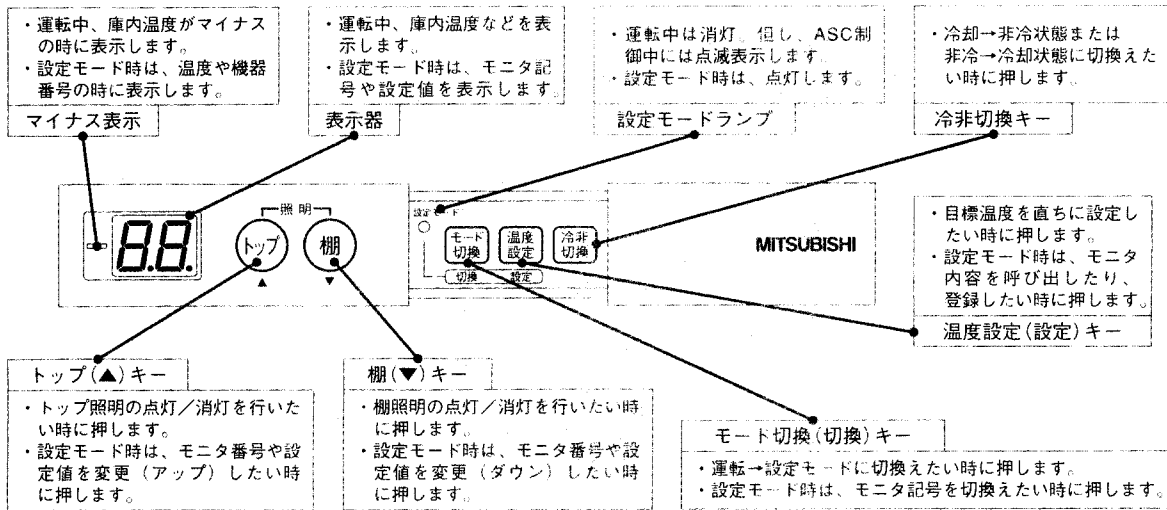 ・運転中、庫内温度がマイナス
の時に表示します。
・設定モード時は、温度や機器
番号の時に表示します。
マイナス表示
・運転中、庫内温度などを表
示します。
・設定モード時は、モニタ記
号や設定値を表示します
表示器
・運転中は消灯。但し、ASC制
御中には点滅表示します。
・設定モード時は、点灯します。
設定モードランプ
・冷却→非冷状態または
非冷→冷却状態に切換えた
い時に押します。
冷非切換キー
8.8.
照明
トップ
▲
棚
▼
設定モード
モード
切換
温度
設定
冷非
切換
切換
設定
MITSUBISHI
・目標温度を直ちに設定し
たい時に押します。
・設定モード時は、モニタ
内容を呼び出したり、
登録したい時に押します。
温度設定(設定)キー
トップ(▲)キー
・トップ照明の点灯／消灯を行いた
い時に押します。
・設定モード時は、モニタ番号や設
定値を変更（アップ）したい時
に押します。
棚(▼)キー
・棚照明の点灯／消灯を行いたい時
に押します。
・設定モード時は、モニタ番号や設
定値を変更（ダウン）したい時
に押します。
モード切換(切換)キー
・運転→設定モードに切換えたい時に押します。
・設定モード時は、モニタ記号を切換えたい時に押します。